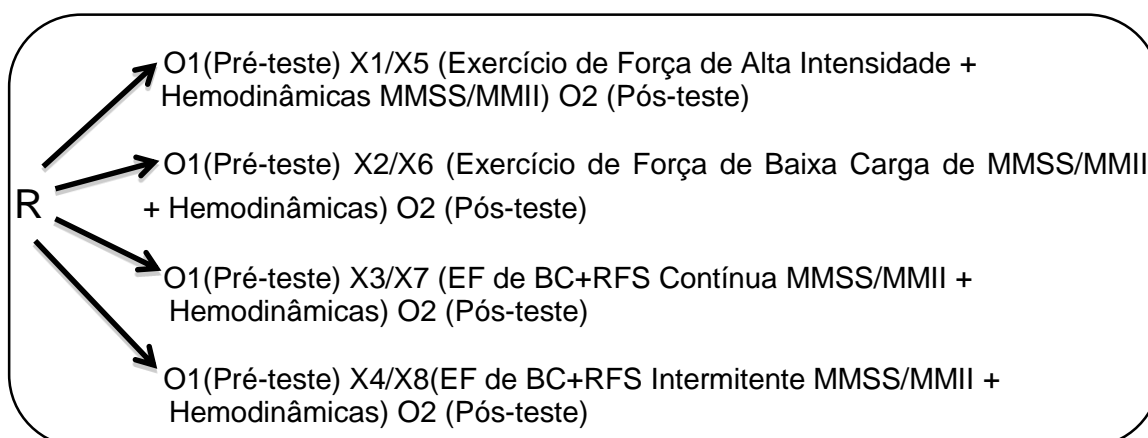 O1(Pré-teste) X1/X5 (Exercício de Força de Alta Intensidade +
Hemodinâmicas MMSS/MMII) O2 (Pós-teste)
O1(Pré-teste) X2/X6 (Exercício de Força de Baixa Carga de MMSS/MMII
R
+ Hemodinâmicas) O2 (Pós-teste)
O1(Pré-teste) X3/X7 (EF de BC+RFS Contínua MMSS/MMII +
Hemodinâmicas) O2 (Pós-teste)
O1(Pré-teste) X4/X8(EF de BC+RFS Intermitente MMSS/MMII +
Hemodinâmicas) O2 (Pós-teste)